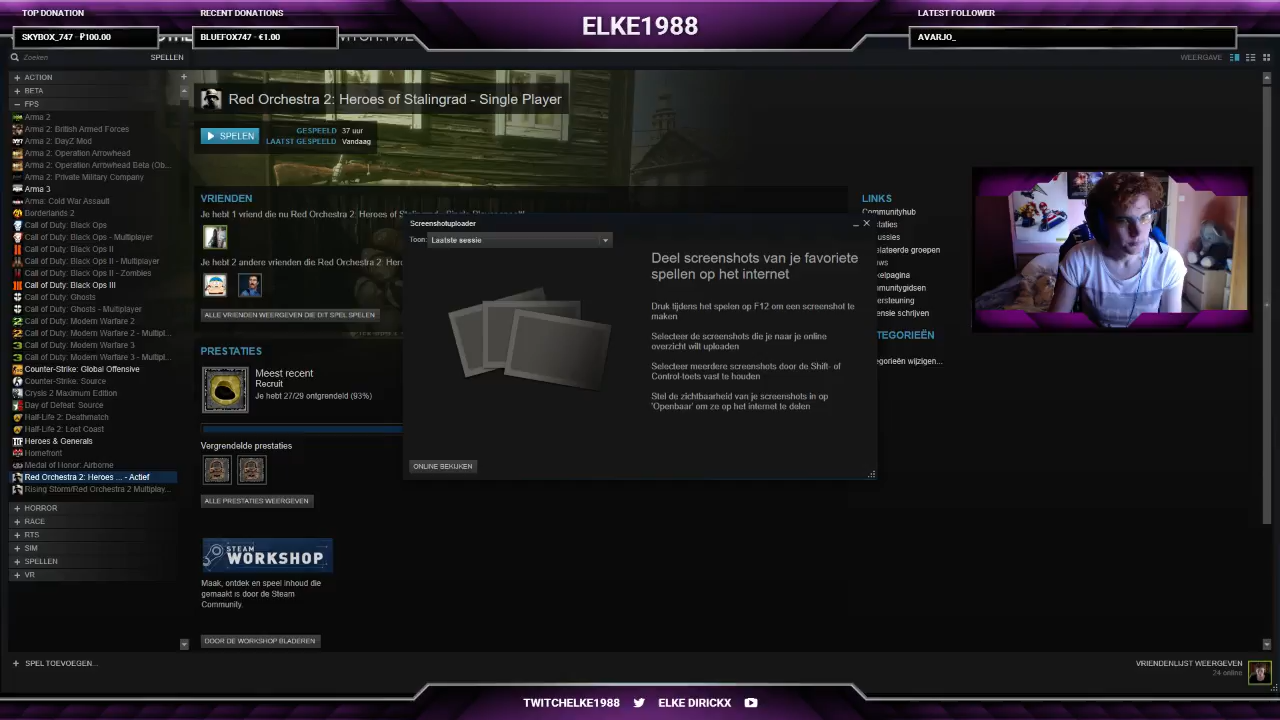 TOP DONATION
SKYBOX_747 - ₱100.00
RECENT DONATIONS
BLUEFOX747 - €1.00
ELKE1988
LATEST FOLLOWER
AVARJO_
Zoeken
SPELLEN
WEERGAVE
ACTION
BETA
FPS
Arma 2
Arma 2: British Armed Forces
Arma 2: DayZ Mod
Arma 2: Operation Arrowhead
Arma 2: Operation Arrowhead Beta (Ob...
Arma 2: Private Military Company
Arma 3
Arma: Cold War Assault
Borderlands 2
Call of Duty: Black Ops
Call of Duty: Black Ops - Multiplayer
Call of Duty: Black Ops II
Call of Duty: Black Ops II - Multiplayer
Call of Duty: Black Ops II - Zombies
Call of Duty: Black Ops III
Call of Duty: Ghosts
Call of Duty: Ghosts - Multiplayer
Call of Duty: Modern Warfare 2
Call of Duty: Modern Warfare 2 - Multipl...
Call of Duty: Modern Warfare 3
Call of Duty: Modern Warfare 3 - Multipl...
Counter-Strike: Global Offensive
Counter-Strike: Source
Crysis 2 Maximum Edition
Day of Defeat: Source
Half-Life 2: Deathmatch
Half-Life 2: Lost Coast
Heroes & Generals
Homefront
Medal of Honor: Airborne
Red Orchestra 2: Heroes ... - Actief
Rising Storm/Red Orchestra 2 Multiplay...
HORROR
RACE
RTS
SIM
SPELLEN
VR
SPEL TOEVOEGEN...
Red Orchestra 2: Heroes of Stalingrad - Single Player
SPELEN
GESPEELD 37 uur
LAATST GESPEELD Vandaag
VRIENDEN
Je hebt 1 vriend die nu Red Orchestra 2: Heroes of
Je hebt 2 andere vrienden die Red Orchestra 2: Her
ALLE VRIENDEN WEERGEVEN DIE DIT SPEL SPELEN
PRESTATIES
Meest recent
Recruit
Je hebt 27/29 ontgrendeld (93%)
Vergrendelde prestaties
ALLE PRESTATIES WEERGEVEN
STEAM
WORKSHOP
Maak, ontdek en speel inhoud die
gemaakt is door de Steam
Community.
DOOR DE WORKSHOP BLADEREN
Screenshotuploader
Toon: Laatste sessie
Deel screenshots van je favoriete
spellen op het internet
Druk tijdens het spelen op F12 om een screenshot te
maken
Selecteer de screenshots die je naar je online
overzicht wilt uploaden
Selecteer meerdere screenshots door de Shift- of
Control-toets vast te houden
Stel de zichtbaarheid van je screenshots in op
'Openbaar' om ze op het internet te delen
ONLINE BEKIJKEN
LINKS
Communityhub
taties
ussies
elateerde groepen
uws
kelpagina
mmunitygidsen
ersteuning
ensie schrijven
TEGORIEËN
egorieën wijzigen...
VRIENDENLIJST WEERGEVEN
24 online
TWITCHELKE1988
ELKE DIRICKX